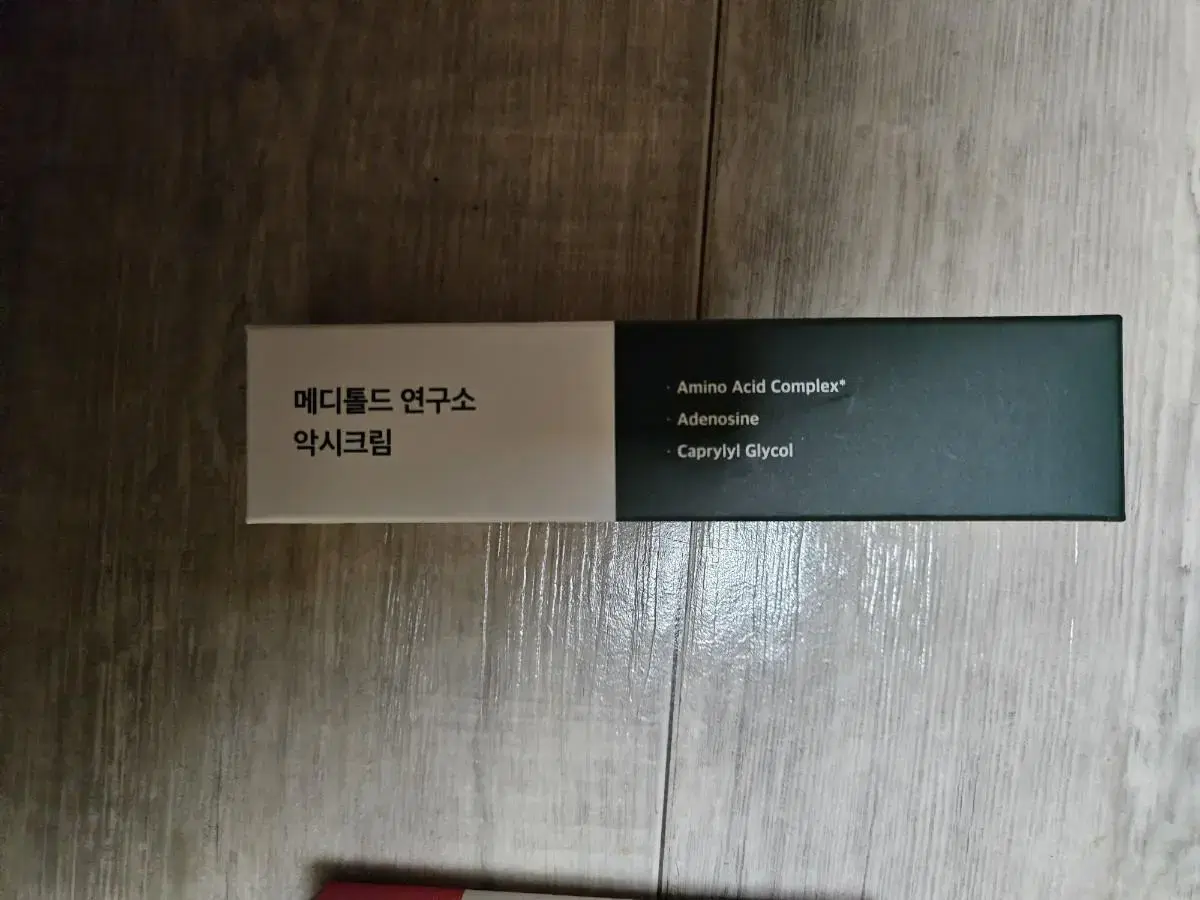 메디톨드 연구소
악시크림
· Amino Acid Complex*
· Adenosine
· Caprylyl Glycol